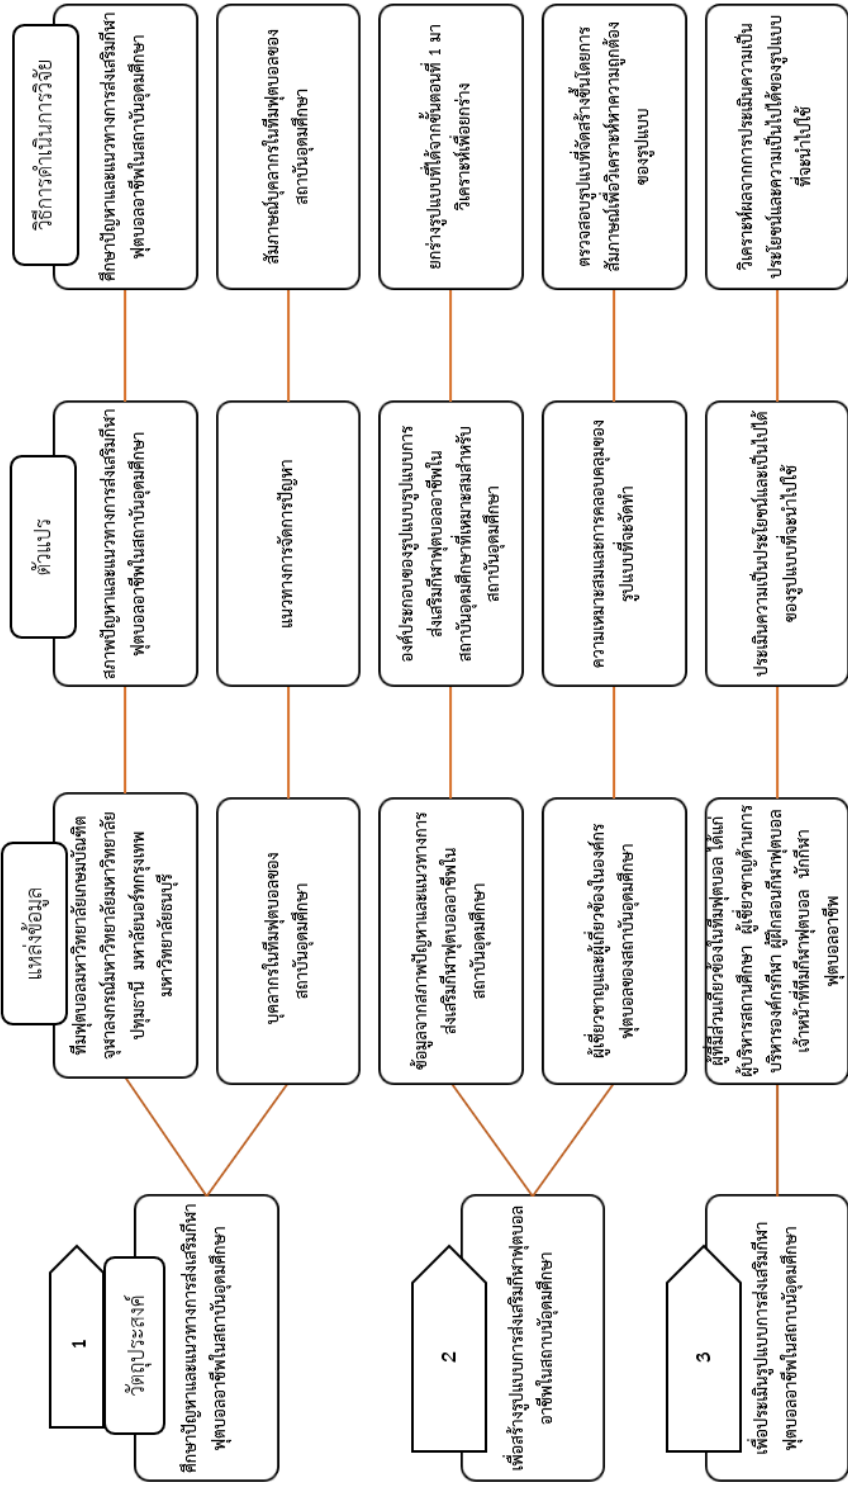 วัตถุประสงค์
แหล่งข้อมูล
ตัวแปร
วิธีการดำเนินการวิจัย
1
ศึกษาปัญหาและแนวทางการส่งเสริมกีฬา
ฟุตบอลอาชีพในสถาบันอุดมศึกษา
ทีมฟุตบอลมหาวิทยาลัยเกษมบัณฑิต
จุฬาลงกรณ์มหาวิทยาลัยมหาวิทยาลัย
ปทุมธานี มหาลัยนอร์ทกรุงเทพ
มหาวิทยาลัยธนบุรี
สภาพปัญหาและแนวทางการส่งเสริมกีฬา
ฟุตบอลอาชีพในสถาบันอุดมศึกษา
ศึกษาปัญหาและแนวทางการส่งเสริมกีฬา
ฟุตบอลอาชีพในสถาบันอุดมศึกษา
บุคลากรในทีมฟุตบอลของ
สถาบันอุดมศึกษา
แนวทางการจัดการปัญหา
สัมภาษณ์บุคลากรในทีมฟุตบอลของ
สถาบันอุดมศึกษา
2
เพื่อสร้างรูปแบบการส่งเสริมกีฬาฟุตบอล
อาชีพในสถาบนัอุดมศึกษา
ข้อมูลจากสภาพปัญหาและแนวทางการ
ส่งเสริมกีฬาฟุตบอลอาชีพใน
สถาบันอุดมศึกษา
องค์ประกอบของรูปแบบรูปแบบการ
ส่งเสริมกีฬาฟุตบอลอาชีพใน
สถาบันอุดมศึกษาที่เหมาะสมสำหรับ
สถาบันอุดมศึกษา
ยกร่างรูปแบบที่ได้จากขั้นตอนที่ 1 มา
วิเคราะห์เพื่อยกร่าง
ผู้เชี่ยวชาญและผู้เกี่ยวข้องในองค์กร
ฟุตบอลของสถาบันอุดมศึกษา
ความเหมาะสมและการคลอบคลุมของ
รูปแบบที่จะจัดทำ
ตรวจสอบรูปแบบที่จัดสร้างขึ้นโดยการ
สัมภาษณ์เพื่อวิเคราะห์หาความถูกต้อง
ของรูปแบบ
3
เพื่อประเมินรูปแบบการส่งเสริมกีฬา
ฟุตบอลอาชีพในสถาบนัอุดมศึกษา
ผู้ที่มีส่วนเกี่ยวข้องในทีมฟุตบอล ได้แก่
ผู้บริหารสถานศึกษา ผู้เชี่ยวชาญด้านการ
บริหารองค์กรกีฬา ผู้ฝึกสอนกีฬาฟุตบอล
เจ้าหน้าที่ทีมกีฬาฟุตบอล นักกีฬา
ฟุตบอลอาชีพ
ประเมินความเป็นประโยชน์และเป็นไปได้
ของรูปแบบที่จะนำไปใช้
วิเคราะห์ผลจากการประเมินความเป็น
ประโยชน์และความเป็นไปได้ของรูปแบบ
ที่จะนำไปใช้